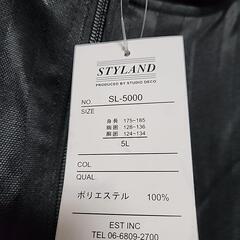 STYLAND
PRODUCED BY STUDIO DECO
NO. SL-5000
SIZE
身長 175~185
胸囲 128~136
胴囲 124~134
5L
COL
QUAL
ポリエステル 100%
EST INC
TEL 06-6809-2700